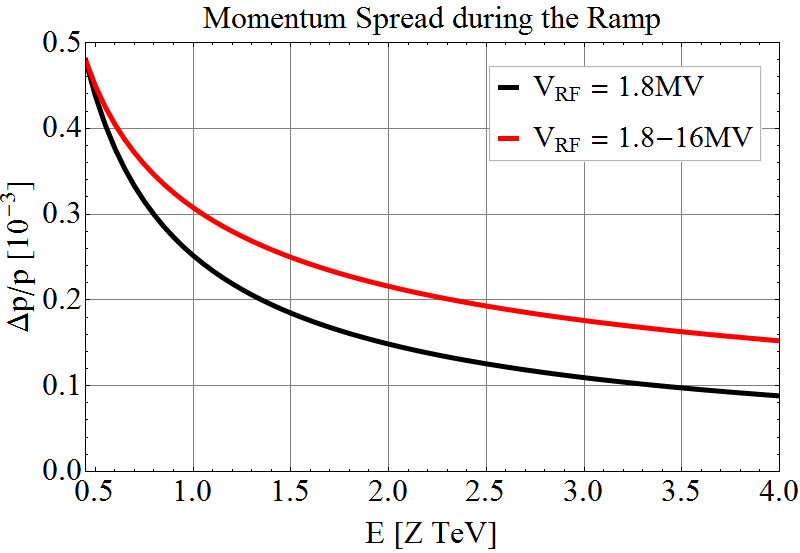 Momentum Spread during the Ramp
V_RF = 1.8MV
V_RF = 1.8−16MV
Δp/p [10^−3]
0.5
0.4
0.3
0.2
0.1
0.0
0.5 1.0 1.5 2.0 2.5 3.0 3.5 4.0
E [Z TeV]